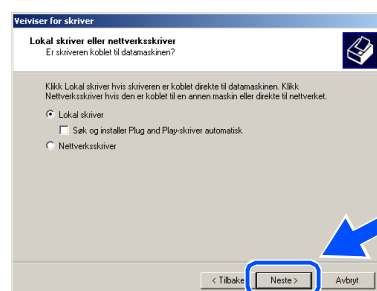 Veiviser for skriver
Lokal skriver eller nettverksskriver
Er skriveren koblet til datamaskinen?
Klikk Lokal skriver hvis skriveren er koblet direkte til datamaskinen. Klikk
Nettverksskriver hvis den er koblet til en annen maskin eller direkte til nettverket.
Lokal skriver
Søk og installer Plug and Play-skriver automatisk
Nettverksskriver
< Tilbake
Neste >
Avbryt